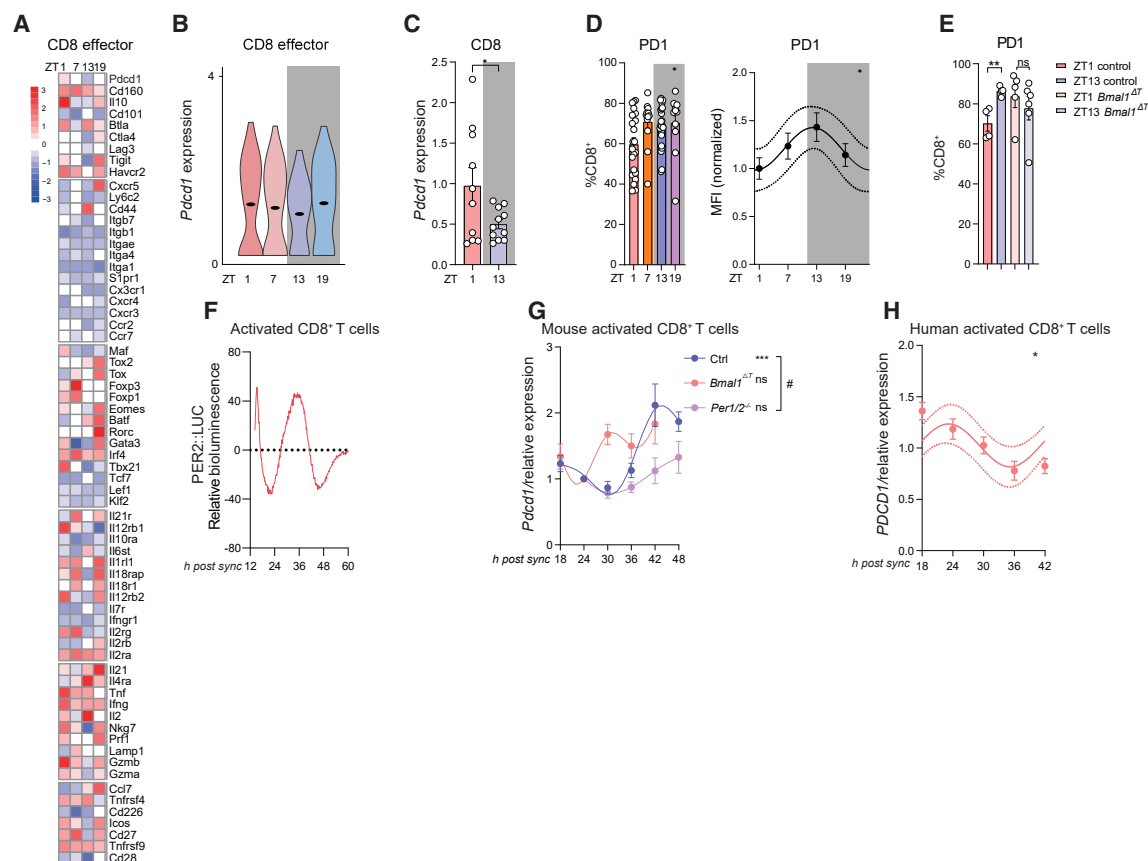 A
CD8 effector
ZT 1 7 13 19
3
2
1
0
−1
−2
−3
Pdcd1
Cd160
Il10
Cd101
Btla
Ctla4
Lag3
Tigit
Havcr2
Cxcr5
Ly6c2
Cd44
Itgb7
Itgb1
Itgae
Itga4
Itga1
S1pr1
Cx3cr1
Cxcr4
Cxcr3
Ccr2
Ccr7
Maf
Tox2
Tox
Foxp3
Foxp1
Eomes
Batf
Rorc
Gata3
Irf4
Tbx21
Tcf7
Lef1
Klf2
Il21r
Il12rb1
Il10ra
Il6st
Il1rl1
Il18rap
Il18r1
Il12rb2
Il7r
Ifngr1
Il2rg
Il2rb
Il2ra
Il21
Il4ra
Tnf
Ifng
Il2
Nkg7
Prf1
Lamp1
Gzmb
Gzma
Ccl7
Tnfrsf4
Cd226
Icos
Cd27
Tnfrsf9
Cd28
B
CD8 effector
Pdcd1 expression
4
0
ZT 1 7 13 19
C
CD8
*
Pdcd1 expression
2.5
2.0
1.5
1.0
0.5
0.0
ZT 1 13
D
PD1
*
%CD8⁺
100
80
60
40
20
0
ZT 1 7 13 19
PD1
*
MFI (normalized)
2.0
1.5
1.0
0.5
0.0
ZT 1 7 13 19
E
PD1
** ns
%CD8⁺
100
80
60
40
20
0
ZT1 control
ZT13 control
ZT1 Bmal1ᐞᵀ
ZT13 Bmal1ᐞᵀ
F
Activated CD8⁺ T cells
PER2::LUC
Relative bioluminescence
80
40
0
-40
-80
h post sync 12 24 36 48 60
G
Mouse activated CD8⁺ T cells
Pdcd1/relative expression
3
2
1
0
h post sync 18 24 30 36 42 48
Ctrl ***
Bmal1ᐞᵀ ns
Per1/2⁻ᐟ⁻ ns
#
H
Human activated CD8⁺ T cells
*
PDCD1/relative expression
2.0
1.5
1.0
0.5
0.0
h post sync 18 24 30 36 42